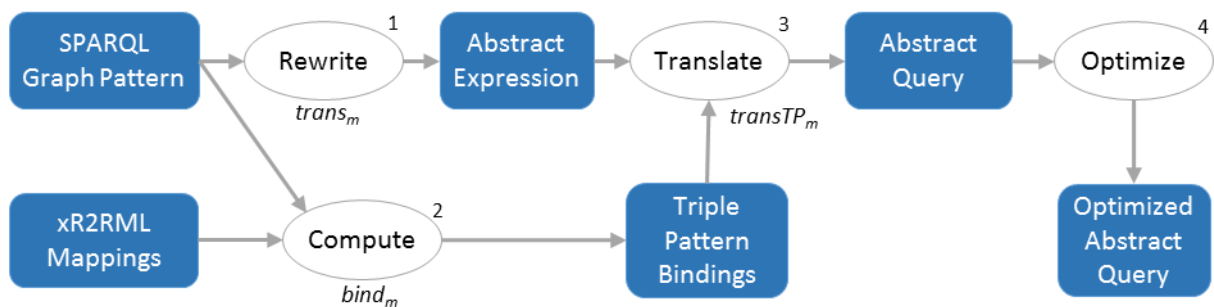 SPARQL
Graph Pattern
1
Rewrite
trans_m
Abstract
Expression
3
Translate
transTP_m
Abstract
Query
4
Optimize
xR2RML
Mappings
2
Compute
bind_m
Triple
Pattern
Bindings
Optimized
Abstract
Query